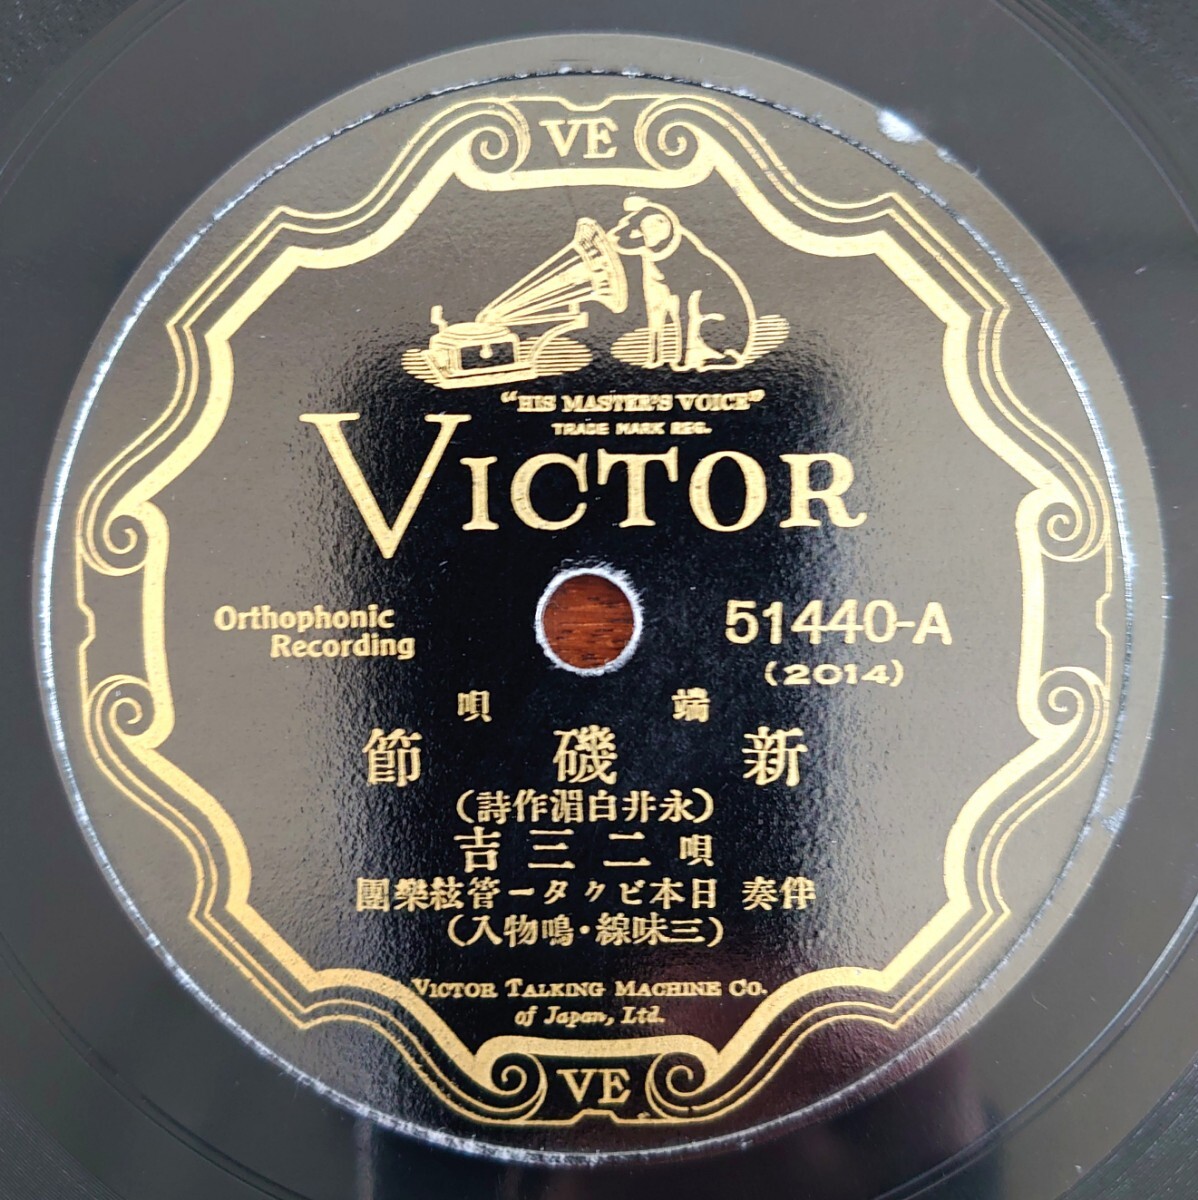 VE
"HIS MASTER'S VOICE"
TRADE MARK REG.
VICTOR
Orthophonic
Recording
51440-A
(2014)
端唄
新磯節
(永井白湄作詩)
唄 二三吉
伴奏 日本ビクター管絃樂團
(三味線・鳴物入)
VICTOR TALKING MACHINE CO.
of Japan, Ltd.
VE